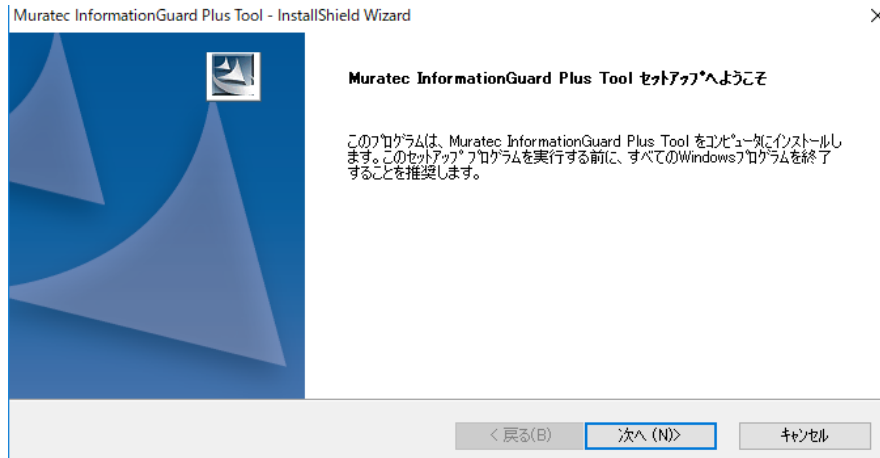 Muratec InformationGuard Plus Tool - InstallShield Wizard
Muratec InformationGuard Plus Tool ｾｯﾄｱｯﾌﾟへようこそ
このﾌﾟﾛｸﾞﾗﾑは、Muratec InformationGuard Plus Tool をｺﾝﾋﾟｭｰﾀにｲﾝｽﾄｰﾙし
ます。このｾｯﾄｱｯﾌﾟ ﾌﾟﾛｸﾞﾗﾑを実行する前に、すべてのWindowsﾌﾟﾛｸﾞﾗﾑを終了
することを推奨します。
< 戻る(B)
次へ (N)>
ｷｬﾝｾﾙ